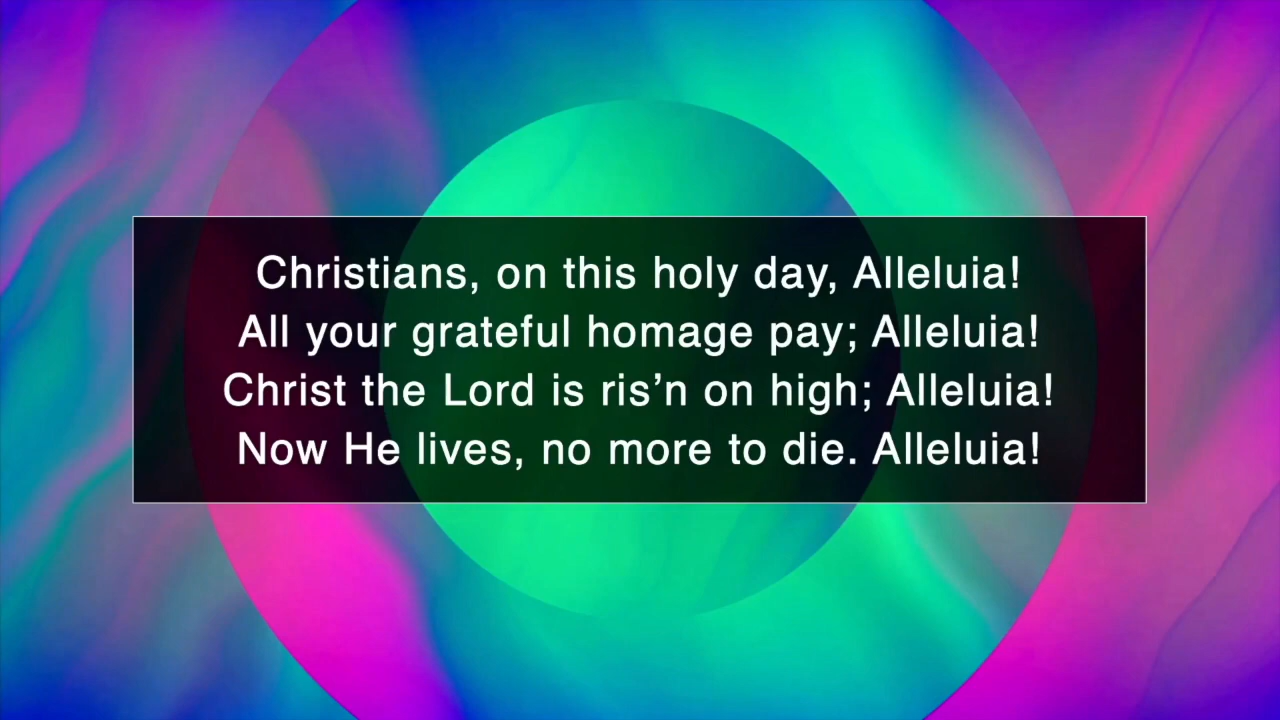 Christians, on this holy day, Alleluia!
All your grateful homage pay; Alleluia!
Christ the Lord is ris’n on high; Alleluia!
Now He lives, no more to die. Alleluia!